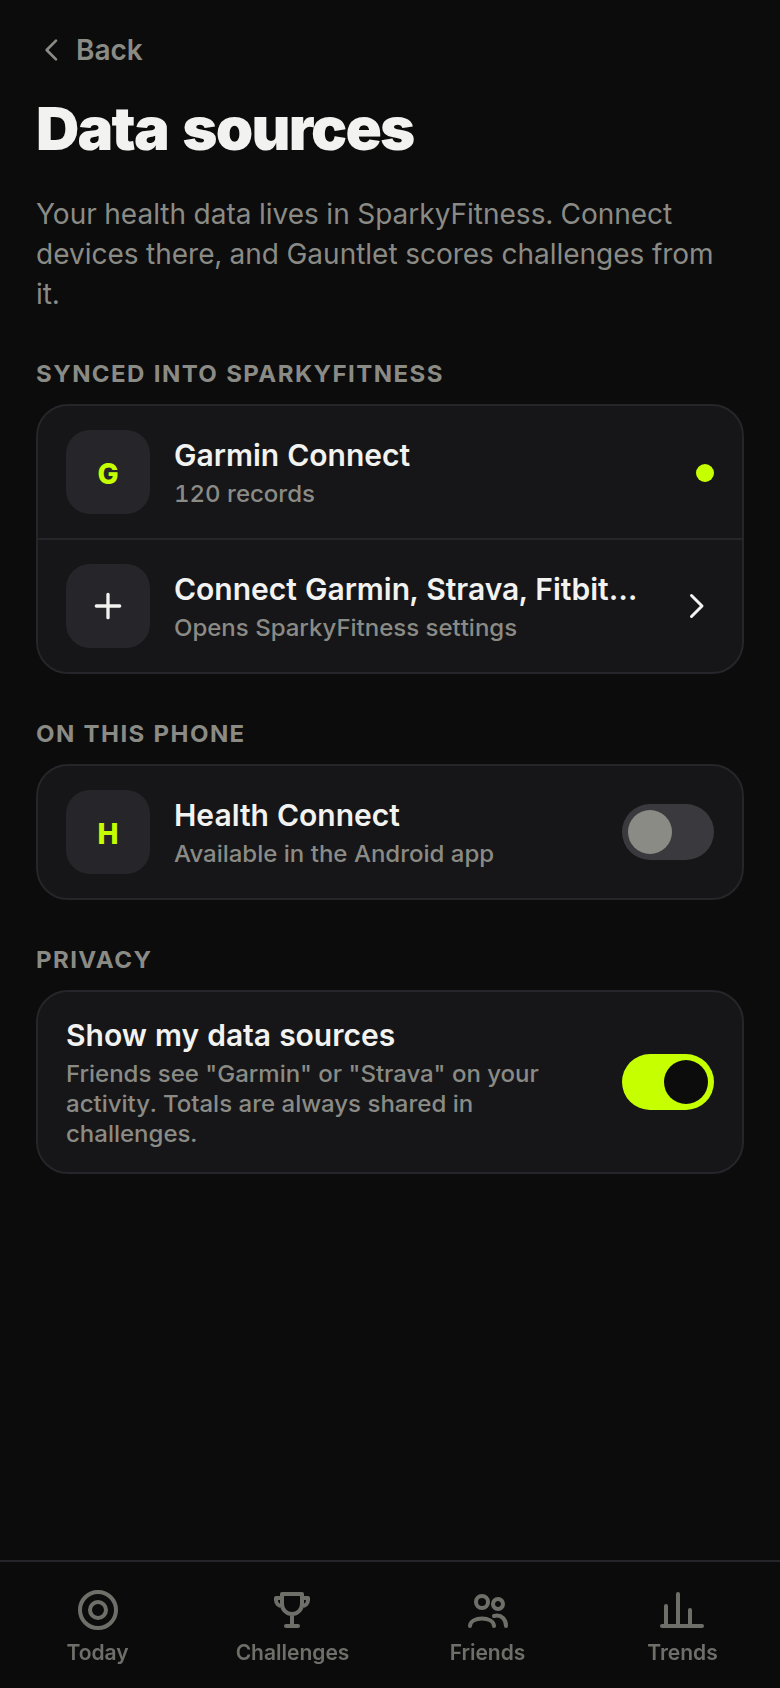 Back
Data sources
Your health data lives in SparkyFitness. Connect
devices there, and Gauntlet scores challenges from
it.
SYNCED INTO SPARKYFITNESS
G
Garmin Connect
120 records
Connect Garmin, Strava, Fitbit...
Opens SparkyFitness settings
ON THIS PHONE
H
Health Connect
Available in the Android app
PRIVACY
Show my data sources
Friends see "Garmin" or "Strava" on your
activity. Totals are always shared in
challenges.
Today
Challenges
Friends
Trends